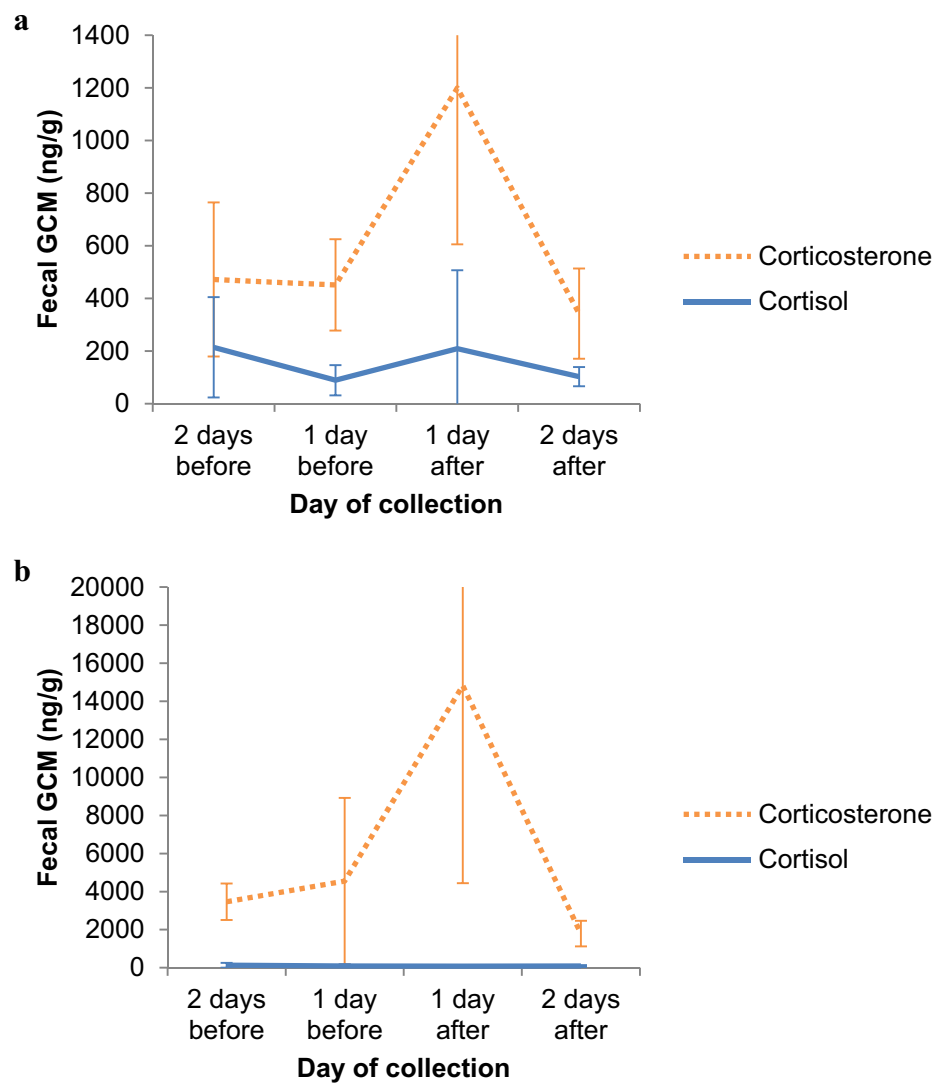 a
1400
1200
1000
800
600
400
200
0
Fecal GCM (ng/g)
Corticosterone
Cortisol
2 days before
1 day before
1 day after
2 days after
Day of collection
b
20000
18000
16000
14000
12000
10000
8000
6000
4000
2000
0
Fecal GCM (ng/g)
Corticosterone
Cortisol
2 days before
1 day before
1 day after
2 days after
Day of collection